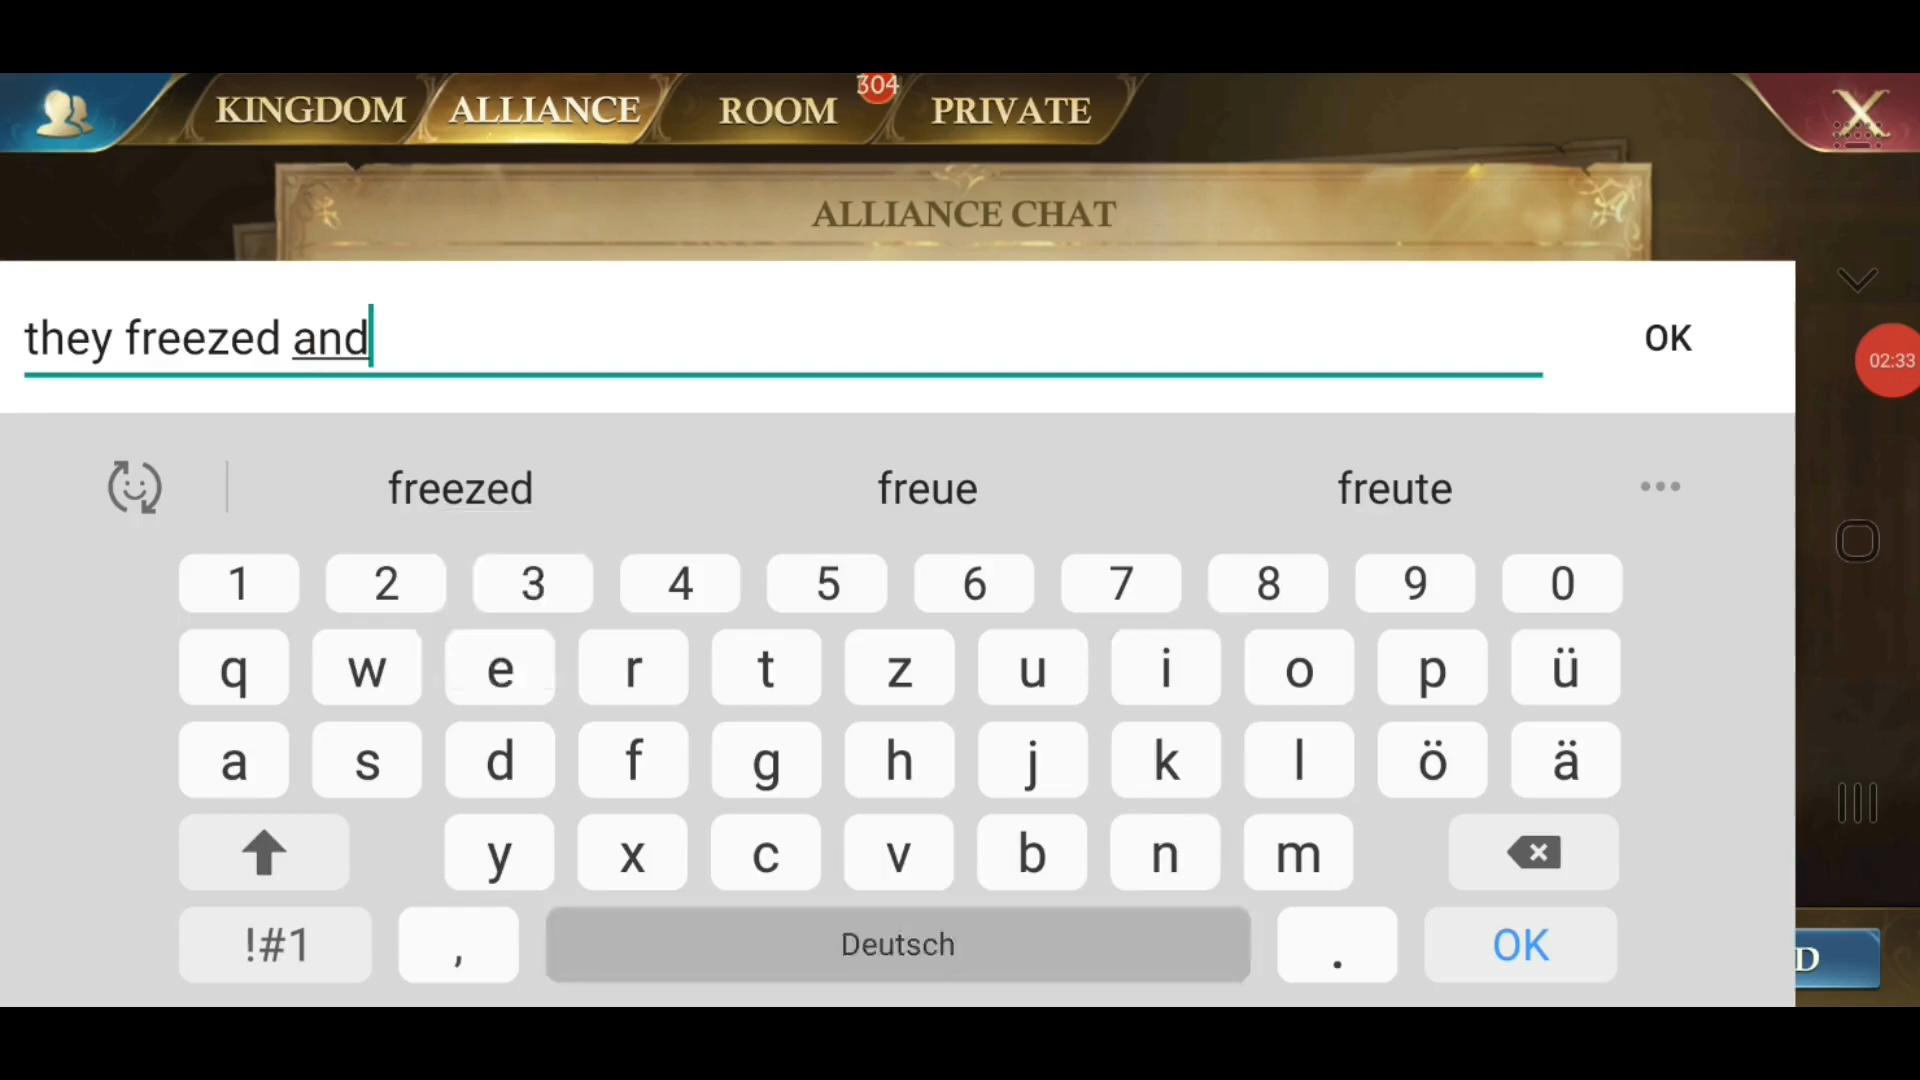 KINGDOM ALLIANCE ROOM 304 PRIVATE X
ALLIANCE CHAT
they freezed and OK
02:33
freezed freue freute
1 2 3 4 5 6 7 8 9 0
q w e r t z u i o p ü
a s d f g h j k l ö ä
y x c v b n m
!#1 , Deutsch . OK
D